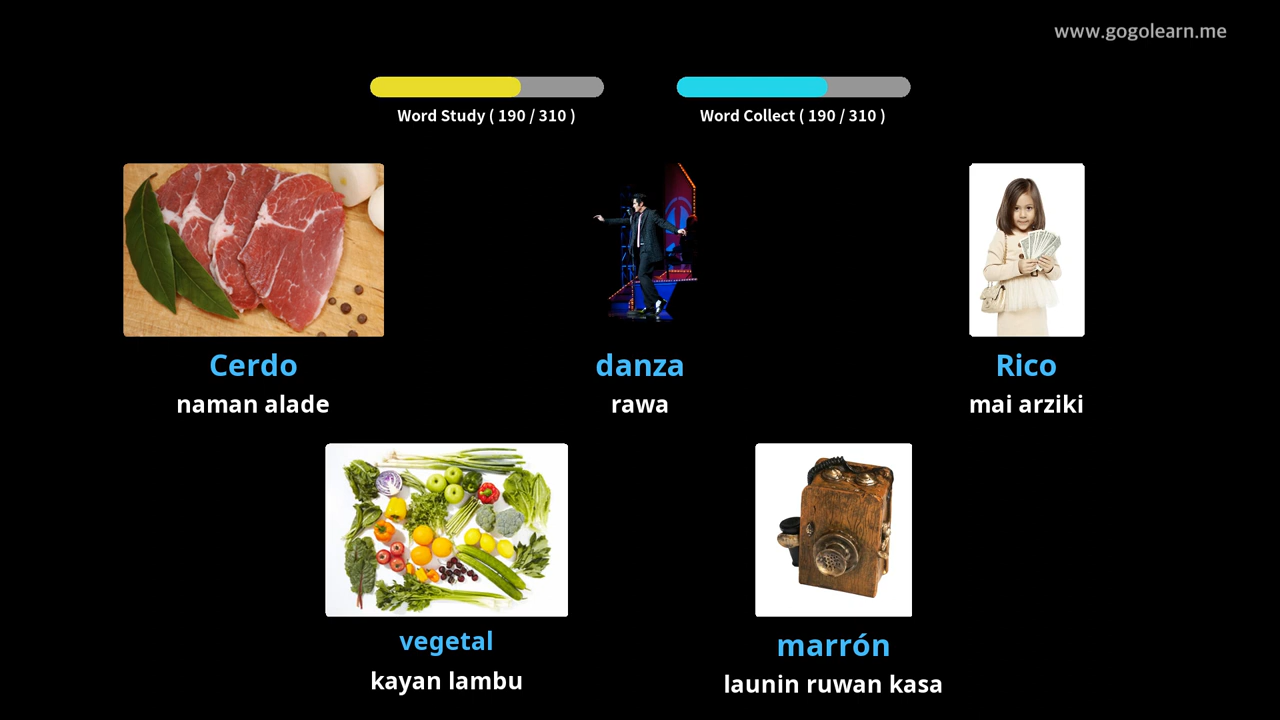 www.gogolearn.me
Word Study ( 190 / 310 )
Word Collect ( 190 / 310 )
Cerdo
naman alade
danza
rawa
Rico
mai arziki
vegetal
kayan lambu
marrón
launin ruwan kasa